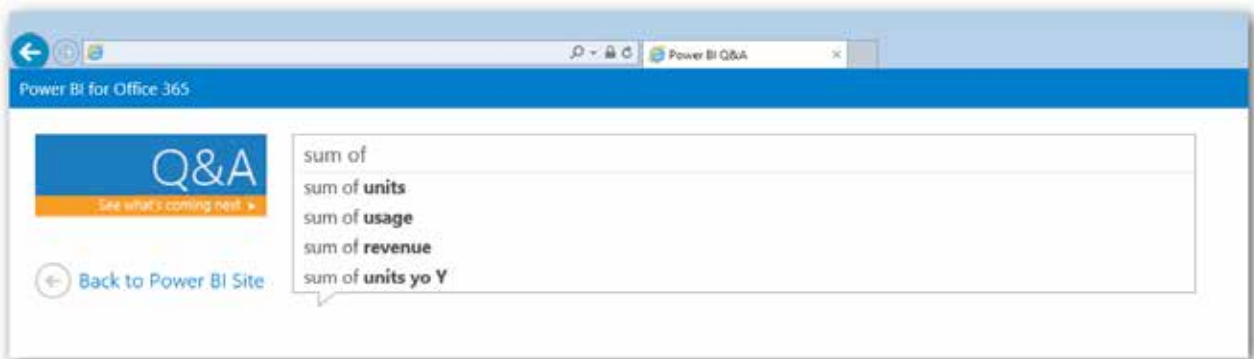 Power BI Q&A
Power BI for Office 365
Q&A
See what's coming next
Back to Power BI Site
sum of
sum of units
sum of usage
sum of revenue
sum of units yo Y